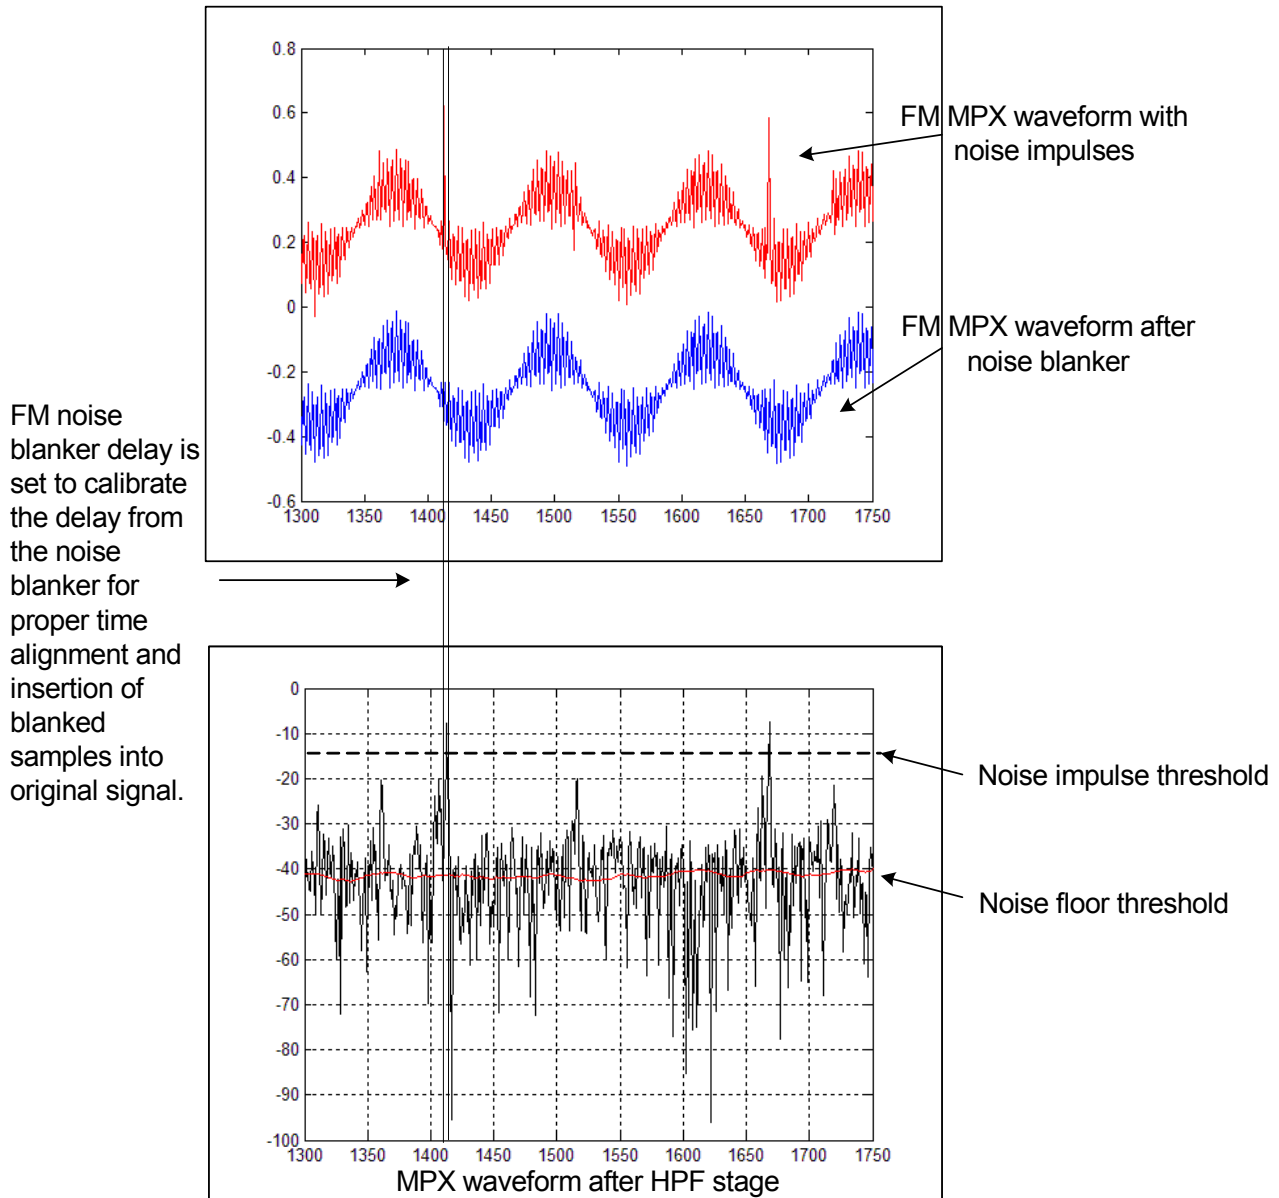 0.8
0.6
0.4
0.2
0
-0.2
-0.4
-0.6
1300 1350 1400 1450 1500 1550 1600 1650 1700 1750
FM MPX waveform with
noise impulses
FM MPX waveform after
noise blanker
FM noise
blanker delay is
set to calibrate
the delay from
the noise
blanker for
proper time
alignment and
insertion of
blanked
samples into
original signal.
0
-10
-20
-30
-40
-50
-60
-70
-80
-90
-100
1300 1350 1400 1450 1500 1550 1600 1650 1700 1750
MPX waveform after HPF stage
Noise impulse threshold
Noise floor threshold